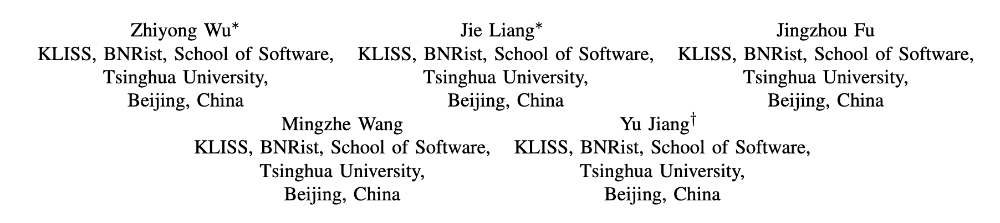 Zhiyong Wu*
KLISS, BNRist, School of Software,
Tsinghua University,
Beijing, China
Jie Liang*
KLISS, BNRist, School of Software,
Tsinghua University,
Beijing, China
Jingzhou Fu
KLISS, BNRist, School of Software,
Tsinghua University,
Beijing, China
Mingzhe Wang
KLISS, BNRist, School of Software,
Tsinghua University,
Beijing, China
Yu Jiang†
KLISS, BNRist, School of Software,
Tsinghua University,
Beijing, China